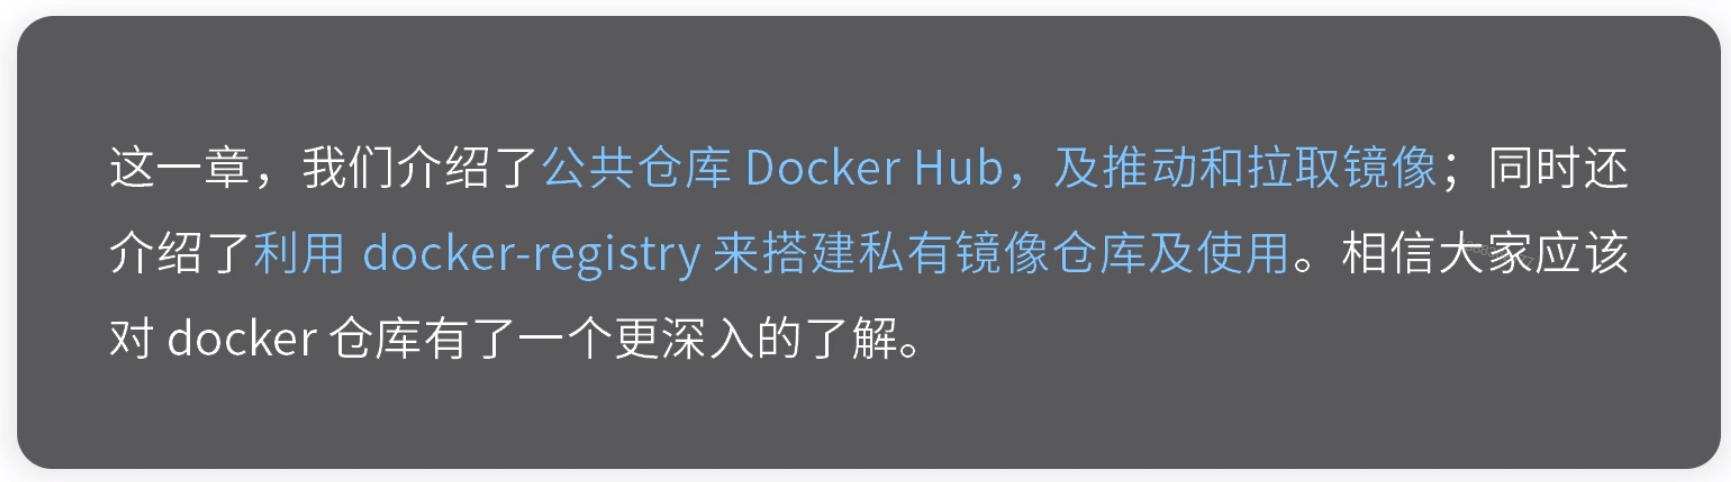 这一章，我们介绍了公共仓库 Docker Hub，及推动和拉取镜像；同时还
介绍了利用 docker-registry 来搭建私有镜像仓库及使用。相信大家应该
对 docker 仓库有了一个更深入的了解。